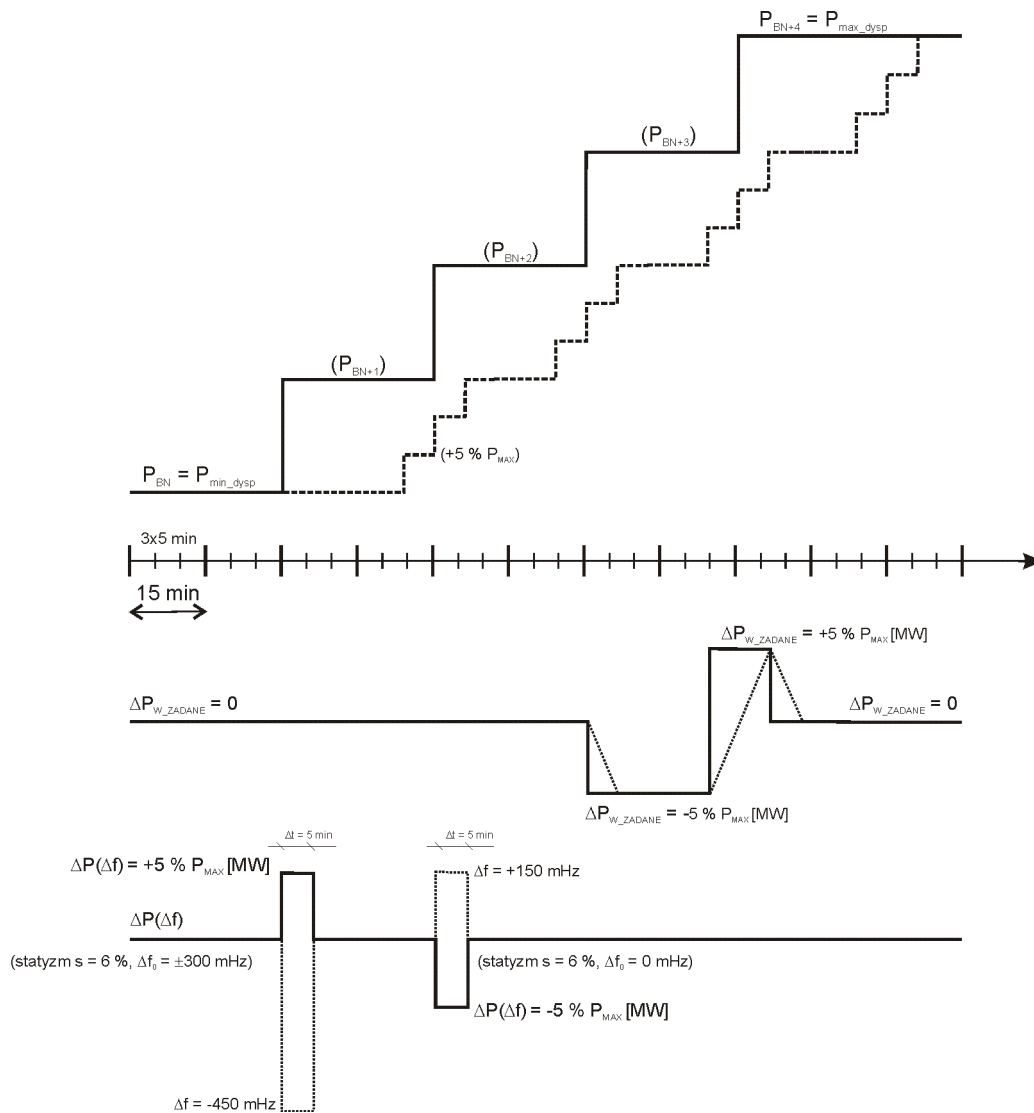 P_BN+4 = P_max_dysp
(P_BN+3)
(P_BN+2)
(P_BN+1)
(+5 % P_MAX)
P_BN = P_min_dysp
3x5 min
15 min
ΔP_W_ZADANE = +5 % P_MAX [MW]
ΔP_W_ZADANE = 0
ΔP_W_ZADANE = 0
ΔP_W_ZADANE = -5 % P_MAX [MW]
Δt = 5 min
Δt = 5 min
ΔP(Δf) = +5 % P_MAX [MW]
Δf = +150 mHz
ΔP(Δf)
(statyzm s = 6 %, Δf₀ = ±300 mHz)
(statyzm s = 6 %, Δf₀ = 0 mHz)
ΔP(Δf) = -5 % P_MAX [MW]
Δf = -450 mHz